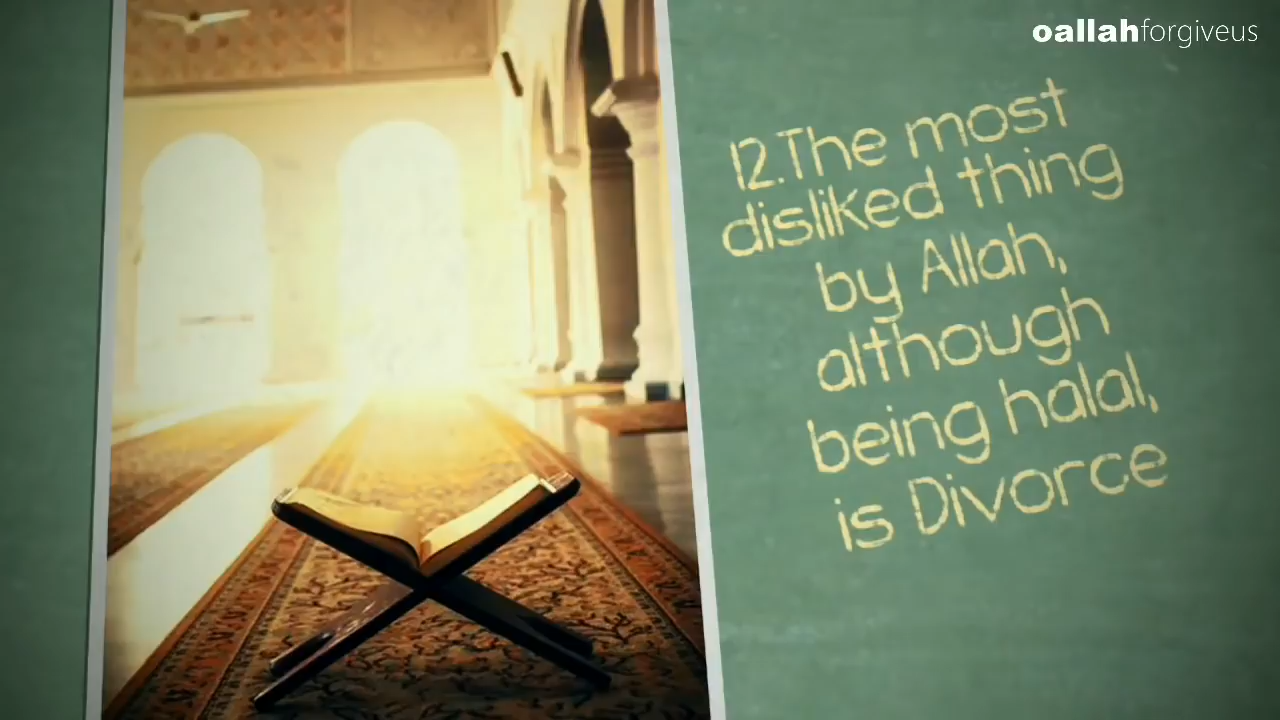 oallahforgiveus
12.The most
disliked thing
by Allah,
although
being halal,
is Divorce